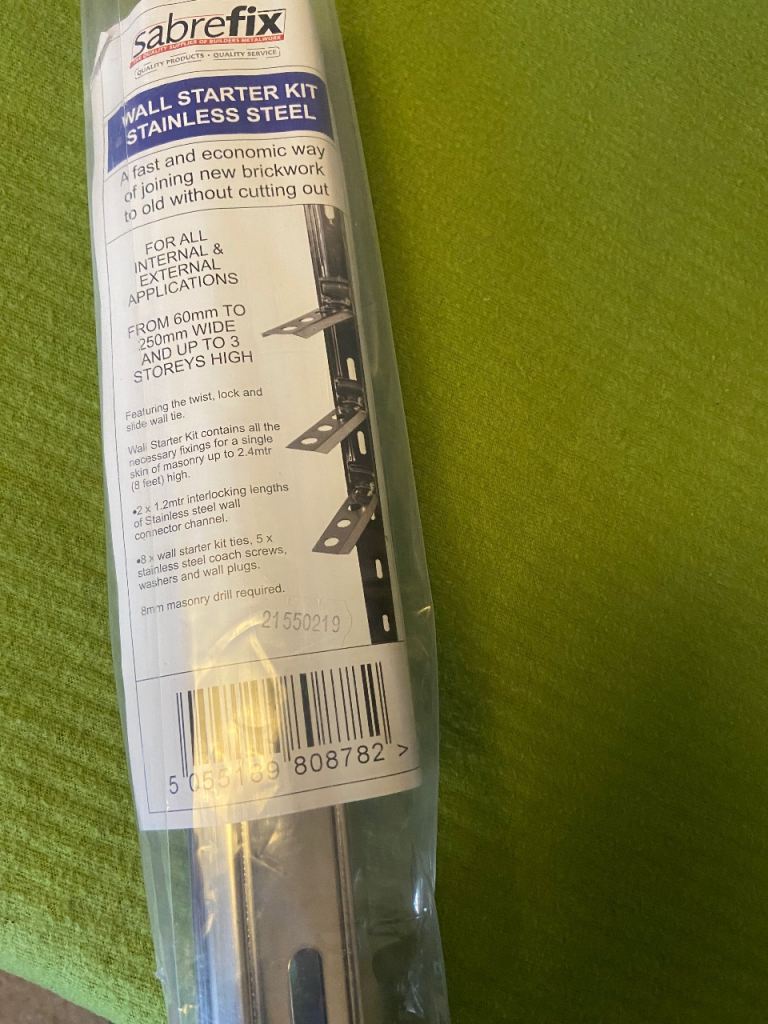 sabrefix
QUALITY PRODUCTS • QUALITY SERVICE
WALL STARTER KIT
STAINLESS STEEL
A fast and economic way
of joining new brickwork
to old without cutting out
FOR ALL
INTERNAL &
EXTERNAL
APPLICATIONS
FROM 60mm TO
250mm WIDE
AND UP TO 3
STOREYS HIGH
Featuring the twist, lock and
slide wall tie.
Wall Starter Kit contains all the
necessary fixings for a single
skin of masonry up to 2.4mtr
(8 feet) high.
•2 x 1.2mtr interlocking lengths
of Stainless steel wall
connector channel.
•8 x wall starter kit ties, 5 x
stainless steel coach screws,
washers and wall plugs.
8mm masonry drill required.
21550219
5 055189 808782 >